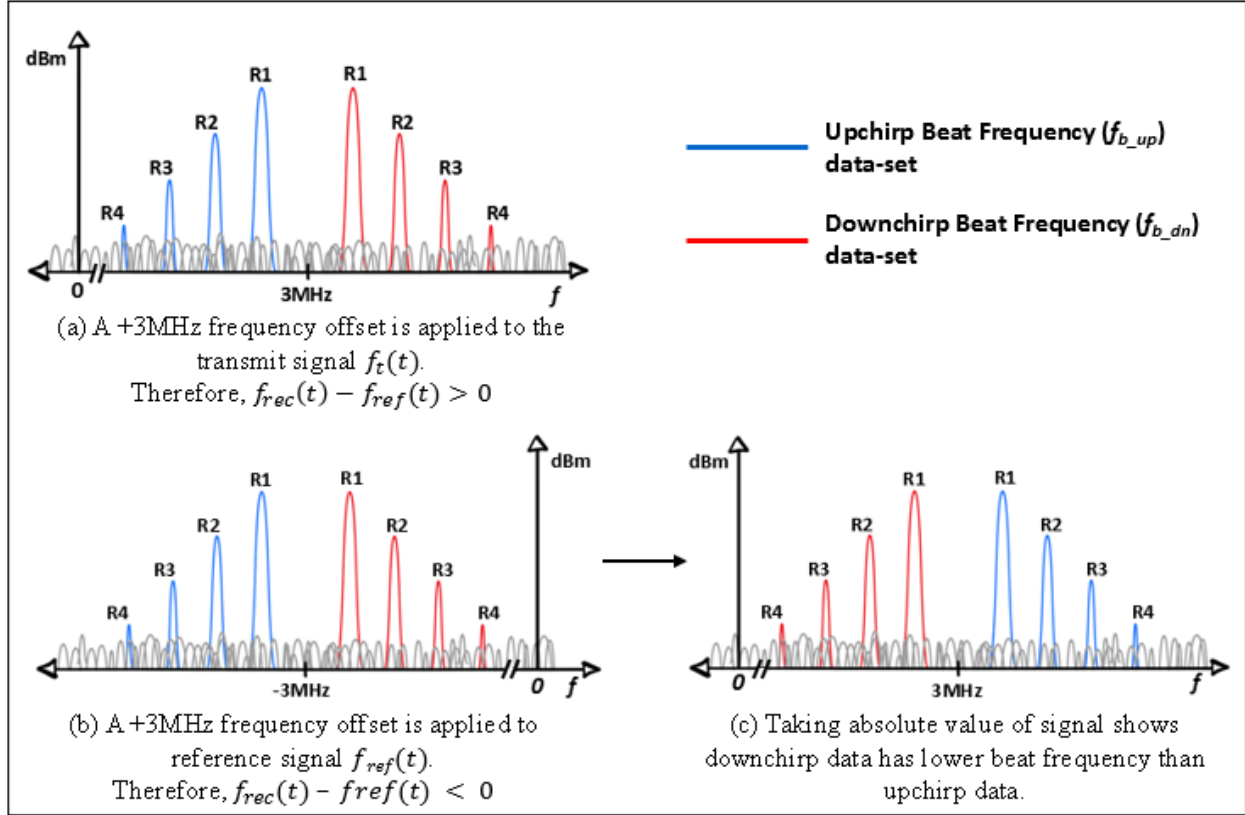 dBm
R1
R1
R2
R2
R3
R3
R4
R4
0
3MHz
f
(a) A +3MHz frequency offset is applied to the
transmit signal f_t(t).
Therefore, f_rec(t) − f_ref(t) > 0
Upchirp Beat Frequency (f_b_up)
data-set
Downchirp Beat Frequency (f_b_dn)
data-set
dBm
R1
R1
R2
R2
R3
R3
R4
R4
-3MHz
0
f
(b) A +3MHz frequency offset is applied to
reference signal f_ref(t).
Therefore, f_rec(t) − fref(t) < 0
dBm
R1
R1
R2
R2
R3
R3
R4
R4
0
3MHz
f
(c) Taking absolute value of signal shows
downchirp data has lower beat frequency than
upchirp data.